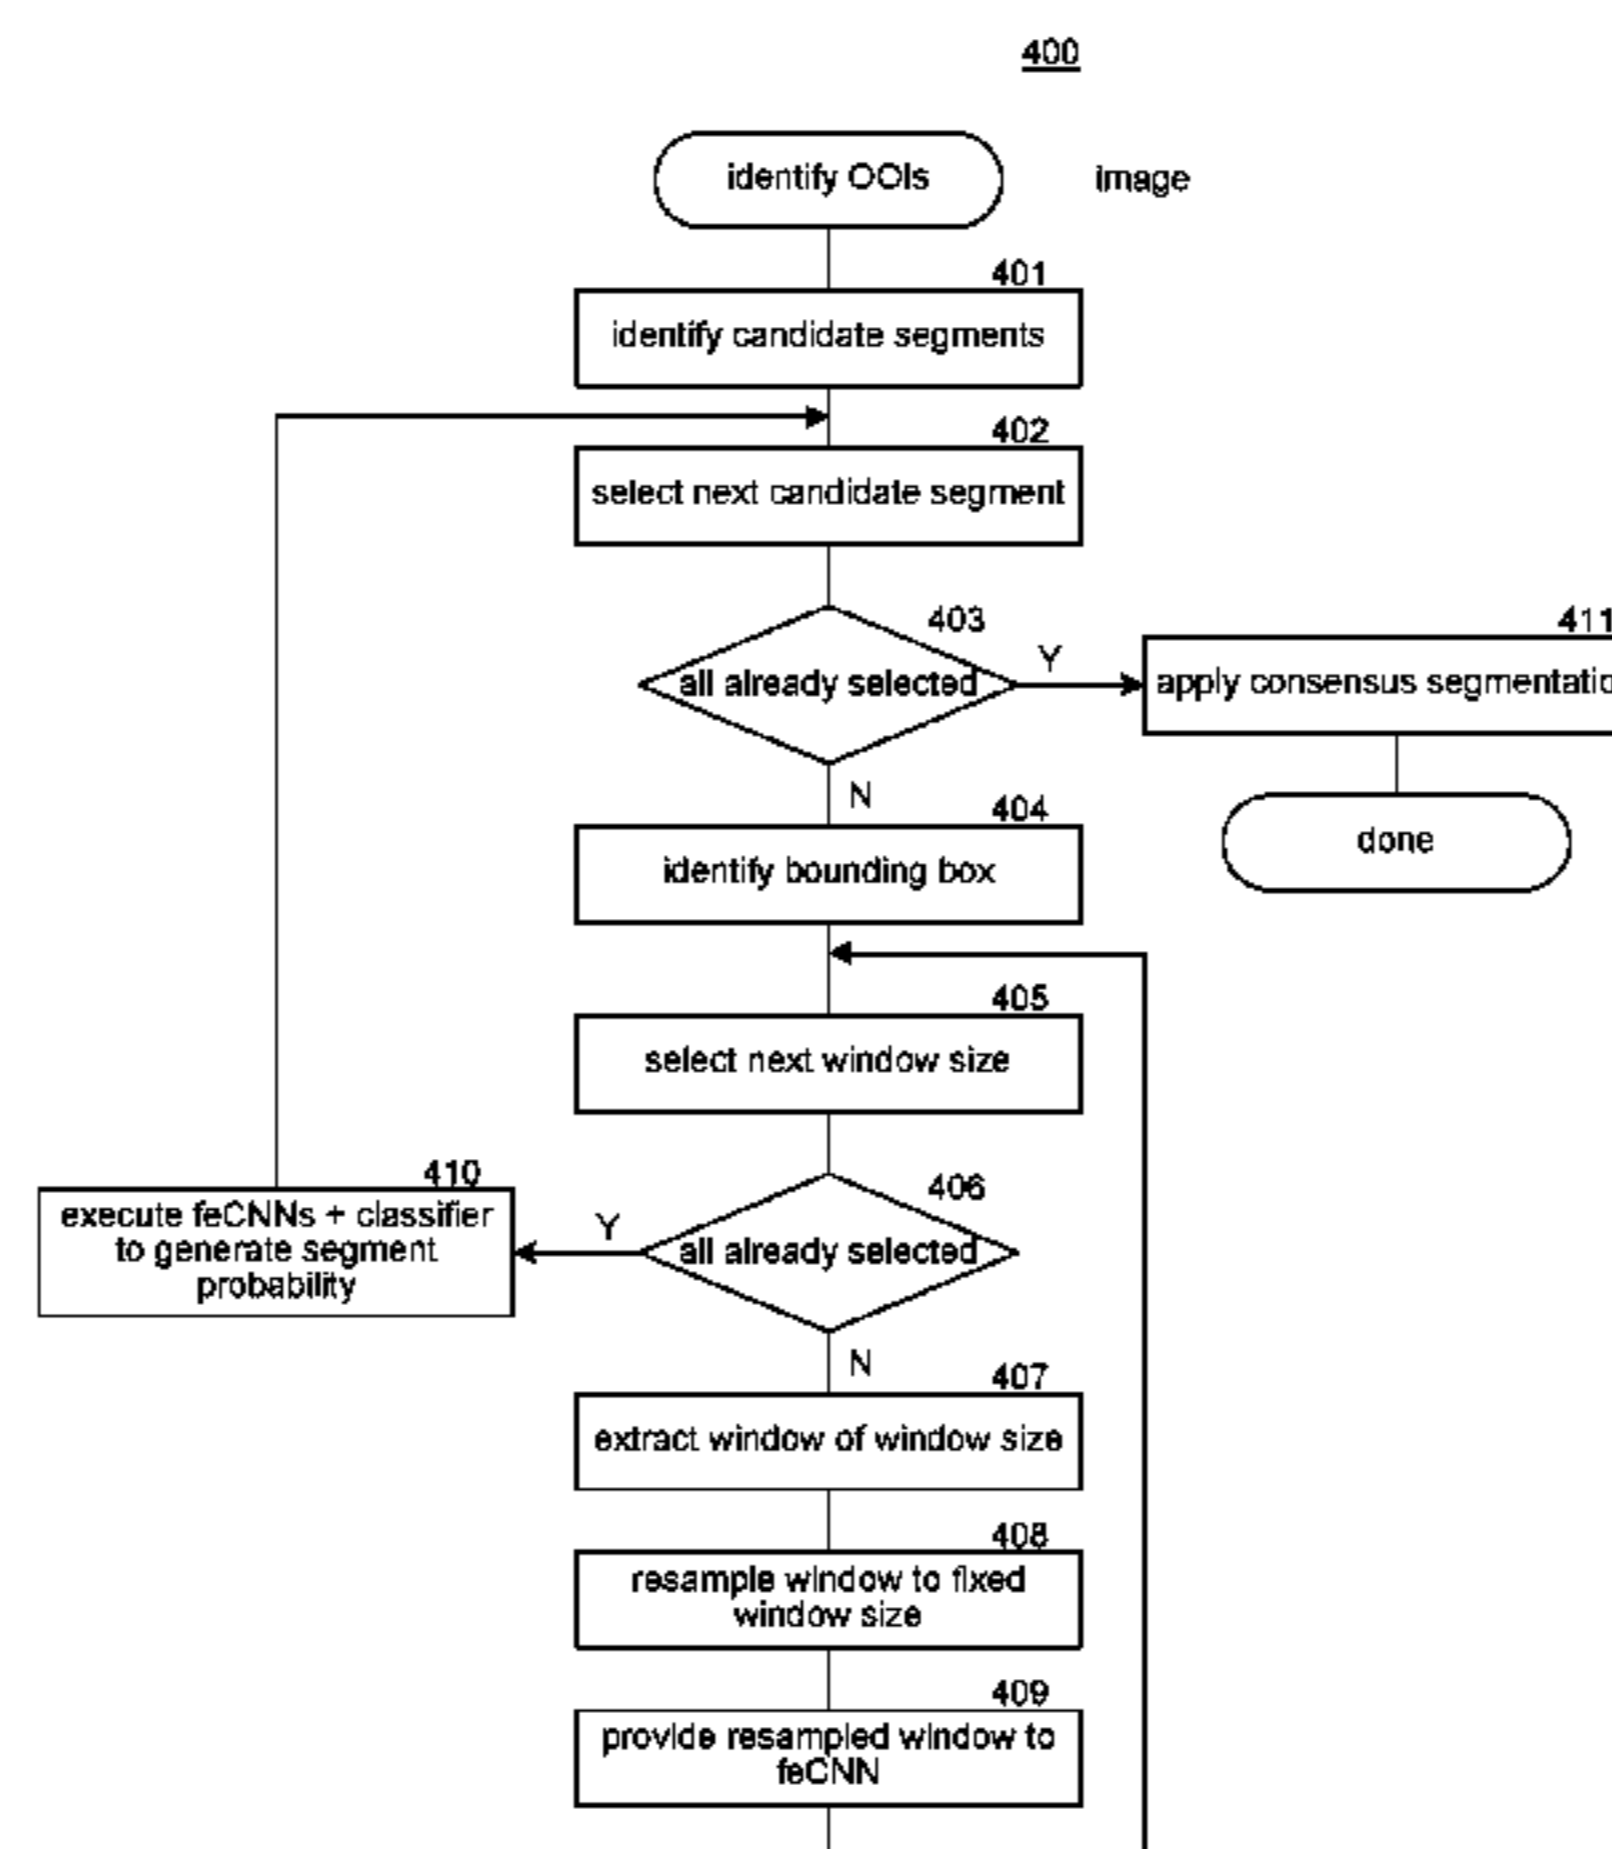 400
identify OOIs
image
401
identify candidate segments
402
select next candidate segment
403
all already selected
Y
411
apply consensus segmentatio
N
404
identify bounding box
done
405
select next window size
406
all already selected
Y
410
execute feCNNs + classifier
to generate segment
probability
N
407
extract window of window size
408
resample window to fixed
window size
409
provide resampled window to
feCNN